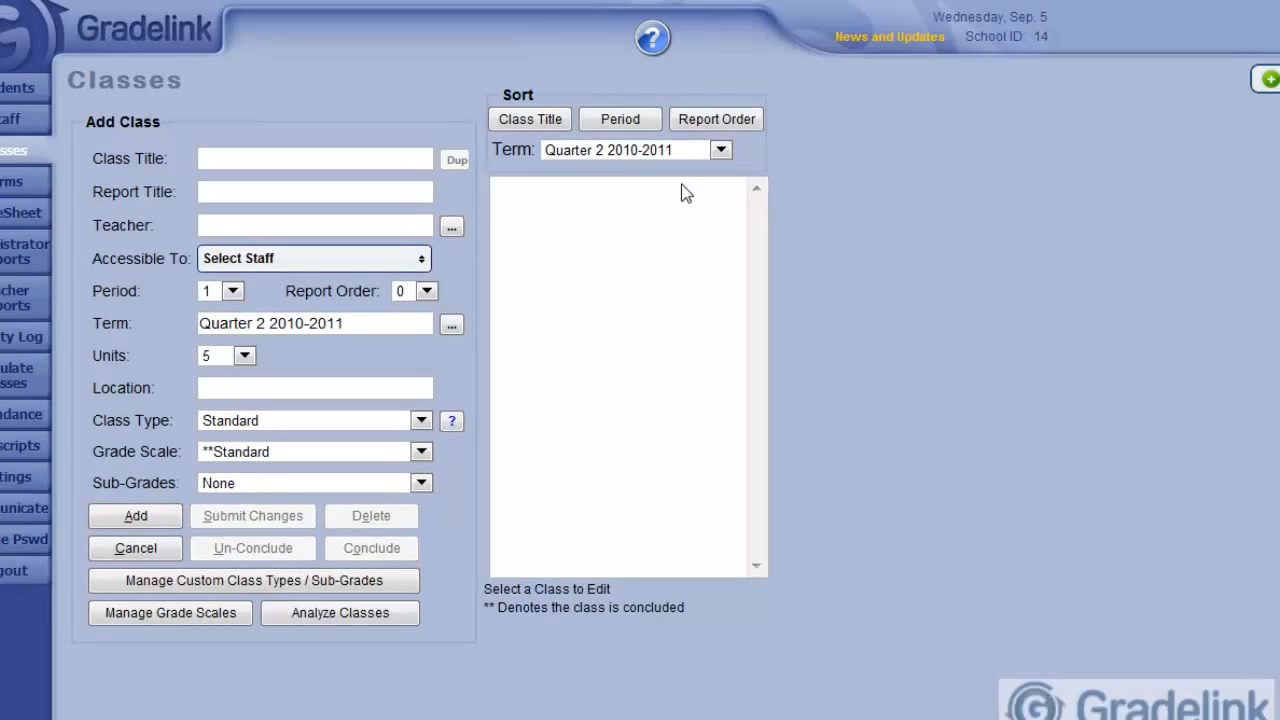 Gradelink
Wednesday, Sep. 5
News and Updates School ID: 14
Classes
dents
aff
sses
rms
eSheet
istrator
orts
cher
ports
ty Log
ulate
sses
ndance
scripts
tings
unicate
e Pswd
gout
Add Class
Class Title: Dup
Report Title:
Teacher: ...
Accessible To: Select Staff
Period: 1 Report Order: 0
Term: Quarter 2 2010-2011 ...
Units: 5
Location:
Class Type: Standard ?
Grade Scale: **Standard
Sub-Grades: None
Add Submit Changes Delete
Cancel Un-Conclude Conclude
Manage Custom Class Types / Sub-Grades
Manage Grade Scales Analyze Classes
Sort
Class Title Period Report Order
Term: Quarter 2 2010-2011
Select a Class to Edit
** Denotes the class is concluded
Gradelink